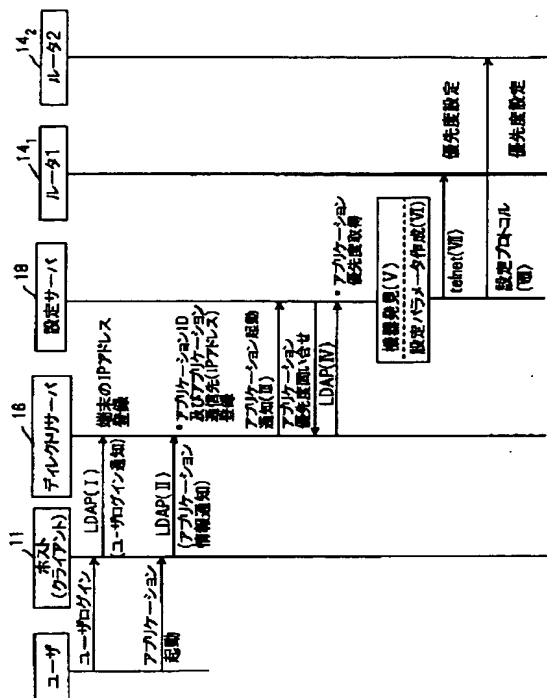 ユーザ
11
ホスト
(クライアント)
16
ディレクトリサーバ
18
設定サーバ
14₁
ルータ1
14₂
ルータ2
ユーザログイン
LDAP(I)
(ユーザログイン通知)
端末のIPアドレス
登録
アプリケーション
起動
LDAP(II)
(アプリケーション
情報通知)
・アプリケーションID
及びアプリケーション
通信先(IPアドレス)
登録
アプリケーション起動
通知(III)
アプリケーション
優先度問い合せ
LDAP(IV)
・アプリケーション
優先度取得
機器発見(V)
設定パラメータ作成(VI)
telnet(VII)
優先度設定
設定プロトコル
(VIII)
優先度設定